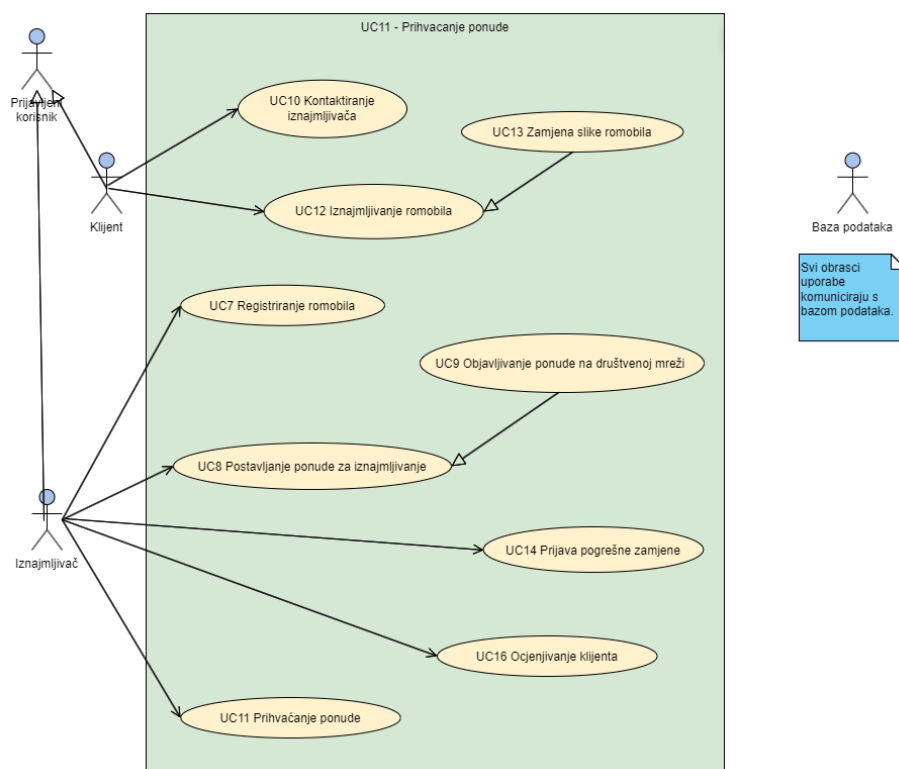 UC11 - Prihvacanje ponude
Prijavljeni
korisnik
UC10 Kontaktiranje
iznajmljivača
UC13 Zamjena slike romobila
Klijent
UC12 Iznajmljivanje romobila
Baza podataka
Svi obrasci
uporabe
komuniciraju s
bazom podataka.
UC7 Registriranje romobila
UC9 Objavljivanje ponude na društvenoj mreži
UC8 Postavljanje ponude za iznajmljivanje
Iznajmljivač
UC14 Prijava pogrešne zamjene
UC16 Ocjenjivanje klijenta
UC11 Prihvaćanje ponude